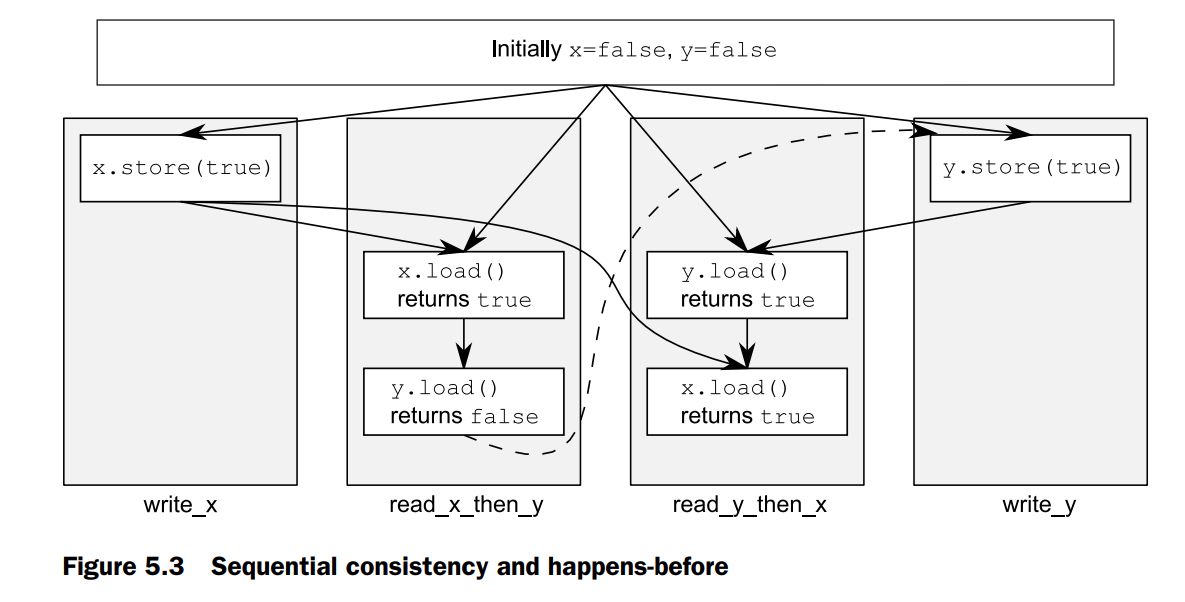 Initially x=false, y=false
x.store(true)
y.store(true)
x.load()
returns true
y.load()
returns true
y.load()
returns false
x.load()
returns true
write_x
read_x_then_y
read_y_then_x
write_y
Figure 5.3 Sequential consistency and happens-before